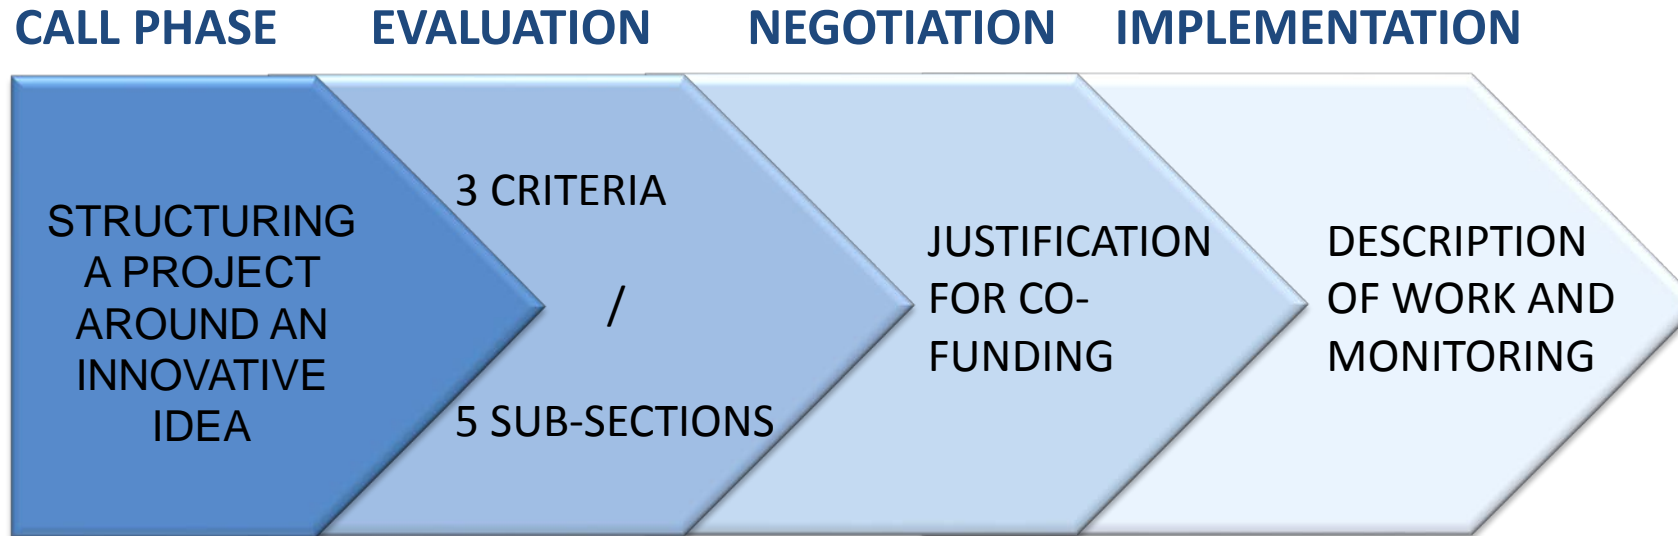 CALL PHASE EVALUATION NEGOTIATION IMPLEMENTATION
STRUCTURING
A PROJECT
AROUND AN
INNOVATIVE
IDEA
3 CRITERIA
/
5 SUB-SECTIONS
JUSTIFICATION
FOR CO-
FUNDING
DESCRIPTION
OF WORK AND
MONITORING